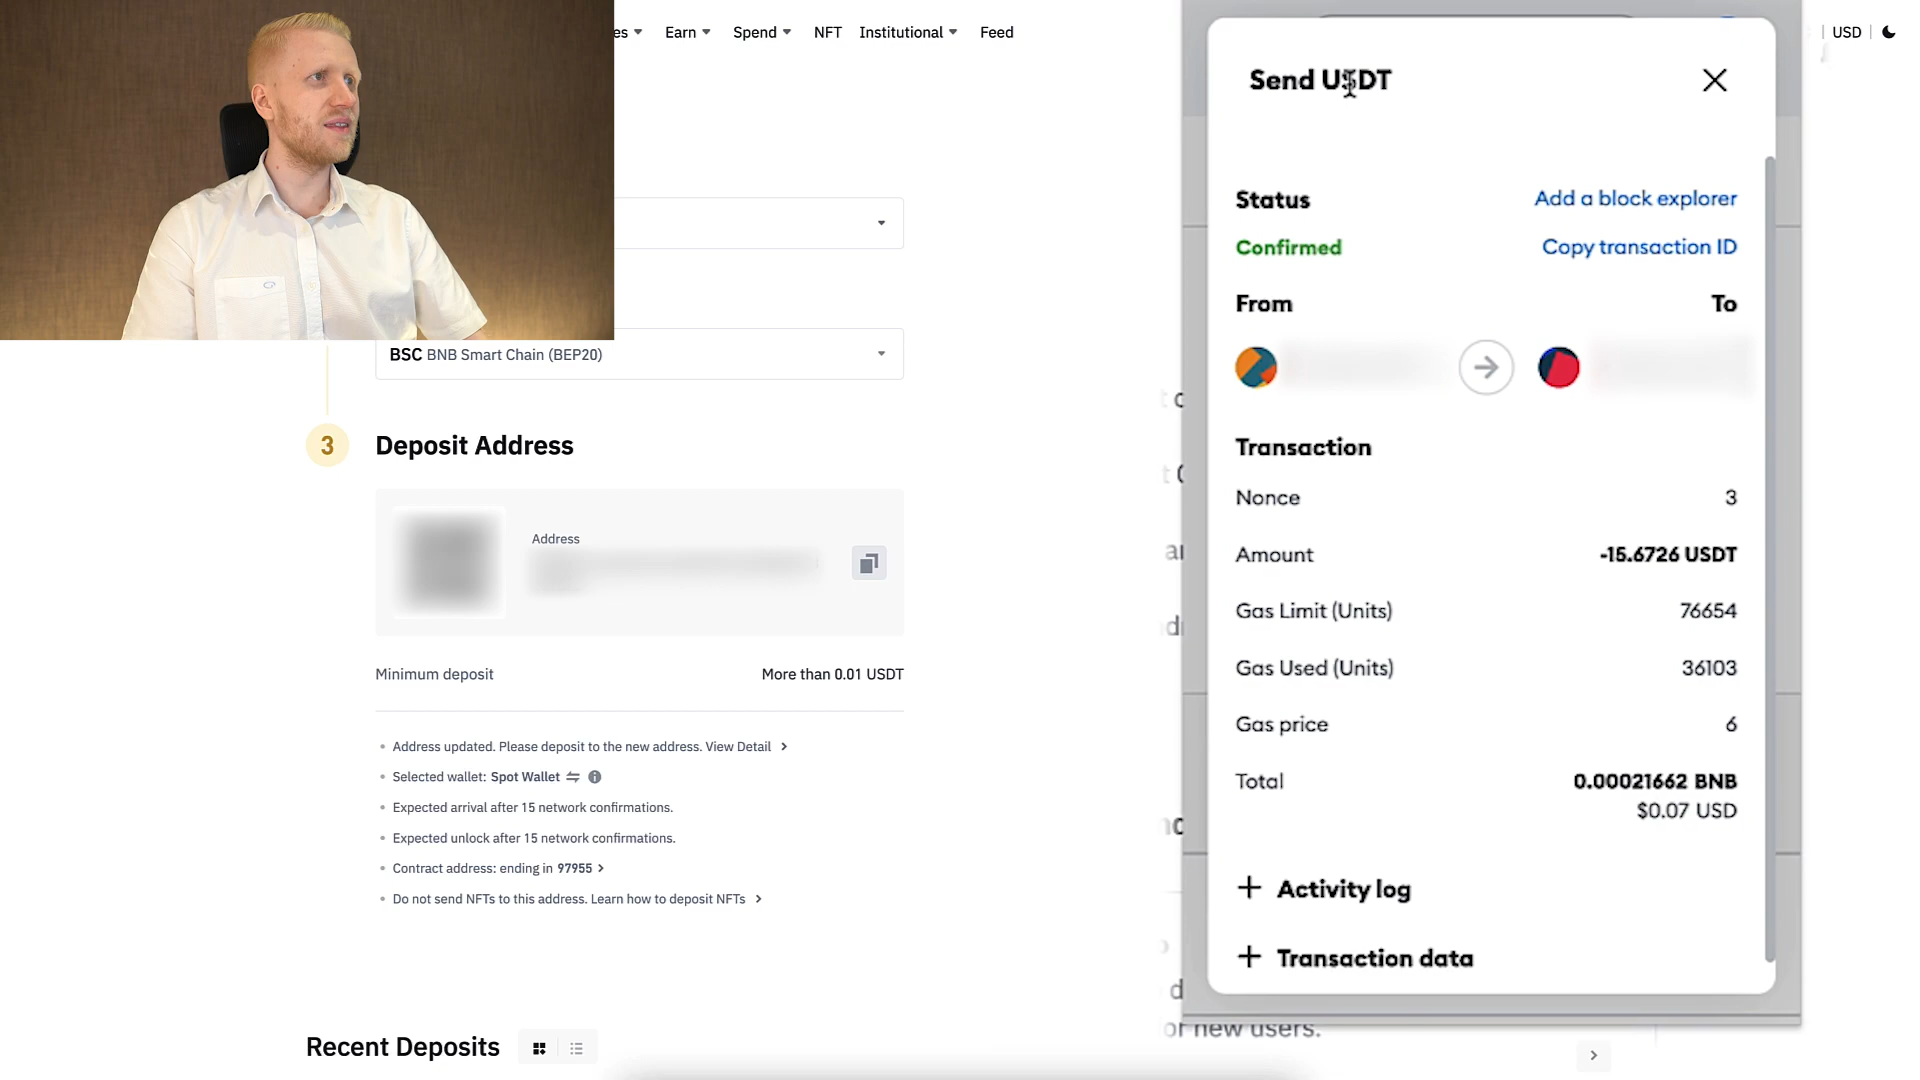 es Earn Spend NFT Institutional Feed
USD
BSC BNB Smart Chain (BEP20)
3 Deposit Address
Address
Minimum deposit More than 0.01 USDT
Address updated. Please deposit to the new address. View Detail
Selected wallet: Spot Wallet
Expected arrival after 15 network confirmations.
Expected unlock after 15 network confirmations.
Contract address: ending in 97955
Do not send NFTs to this address. Learn how to deposit NFTs
Recent Deposits
Send USDT
Status Add a block explorer
Confirmed Copy transaction ID
From To
Transaction
Nonce 3
Amount -15.6726 USDT
Gas Limit (Units) 76654
Gas Used (Units) 36103
Gas price 6
Total 0.00021662 BNB
$0.07 USD
+ Activity log
+ Transaction data
or new users.